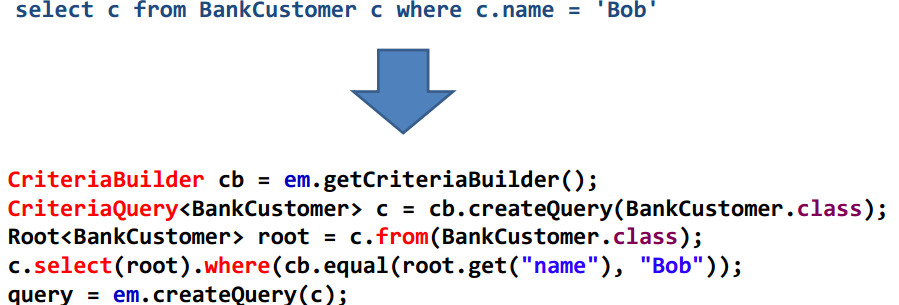 select c from BankCustomer c where c.name = 'Bob'
CriteriaBuilder cb = em.getCriteriaBuilder();
CriteriaQuery<BankCustomer> c = cb.createQuery(BankCustomer.class);
Root<BankCustomer> root = c.from(BankCustomer.class);
c.select(root).where(cb.equal(root.get("name"), "Bob"));
query = em.createQuery(c);